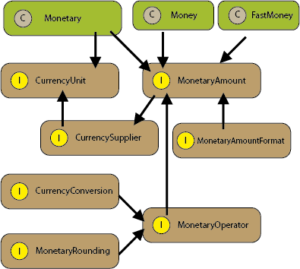 C Monetary
C Money
C FastMoney
I CurrencyUnit
I MonetaryAmount
I CurrencySupplier
I MonetaryAmountFormat
I CurrencyConversion
I MonetaryOperator
I MonetaryRounding